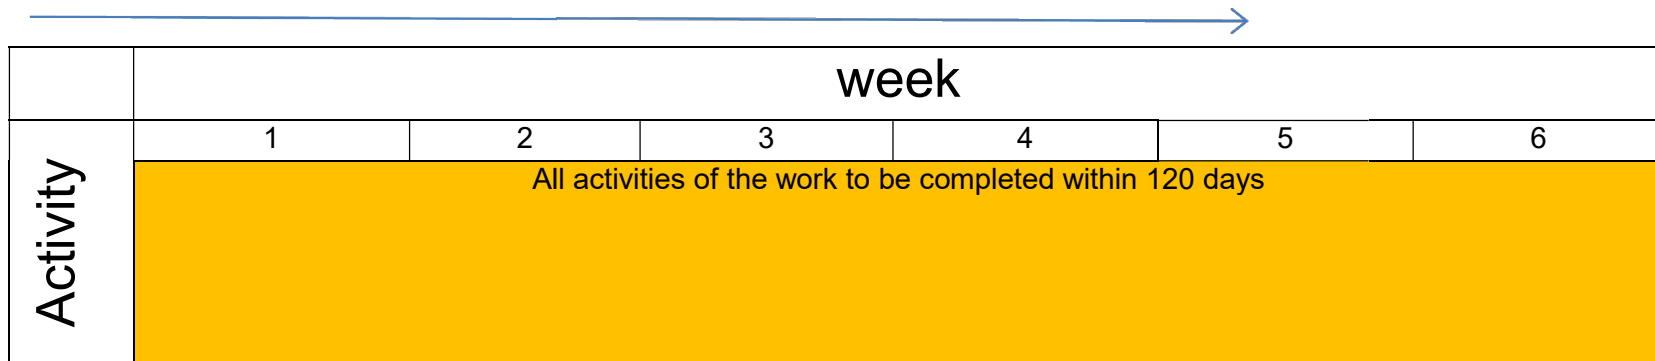 week
1 2 3 4 5 6
All activities of the work to be completed within 120 days
Activity